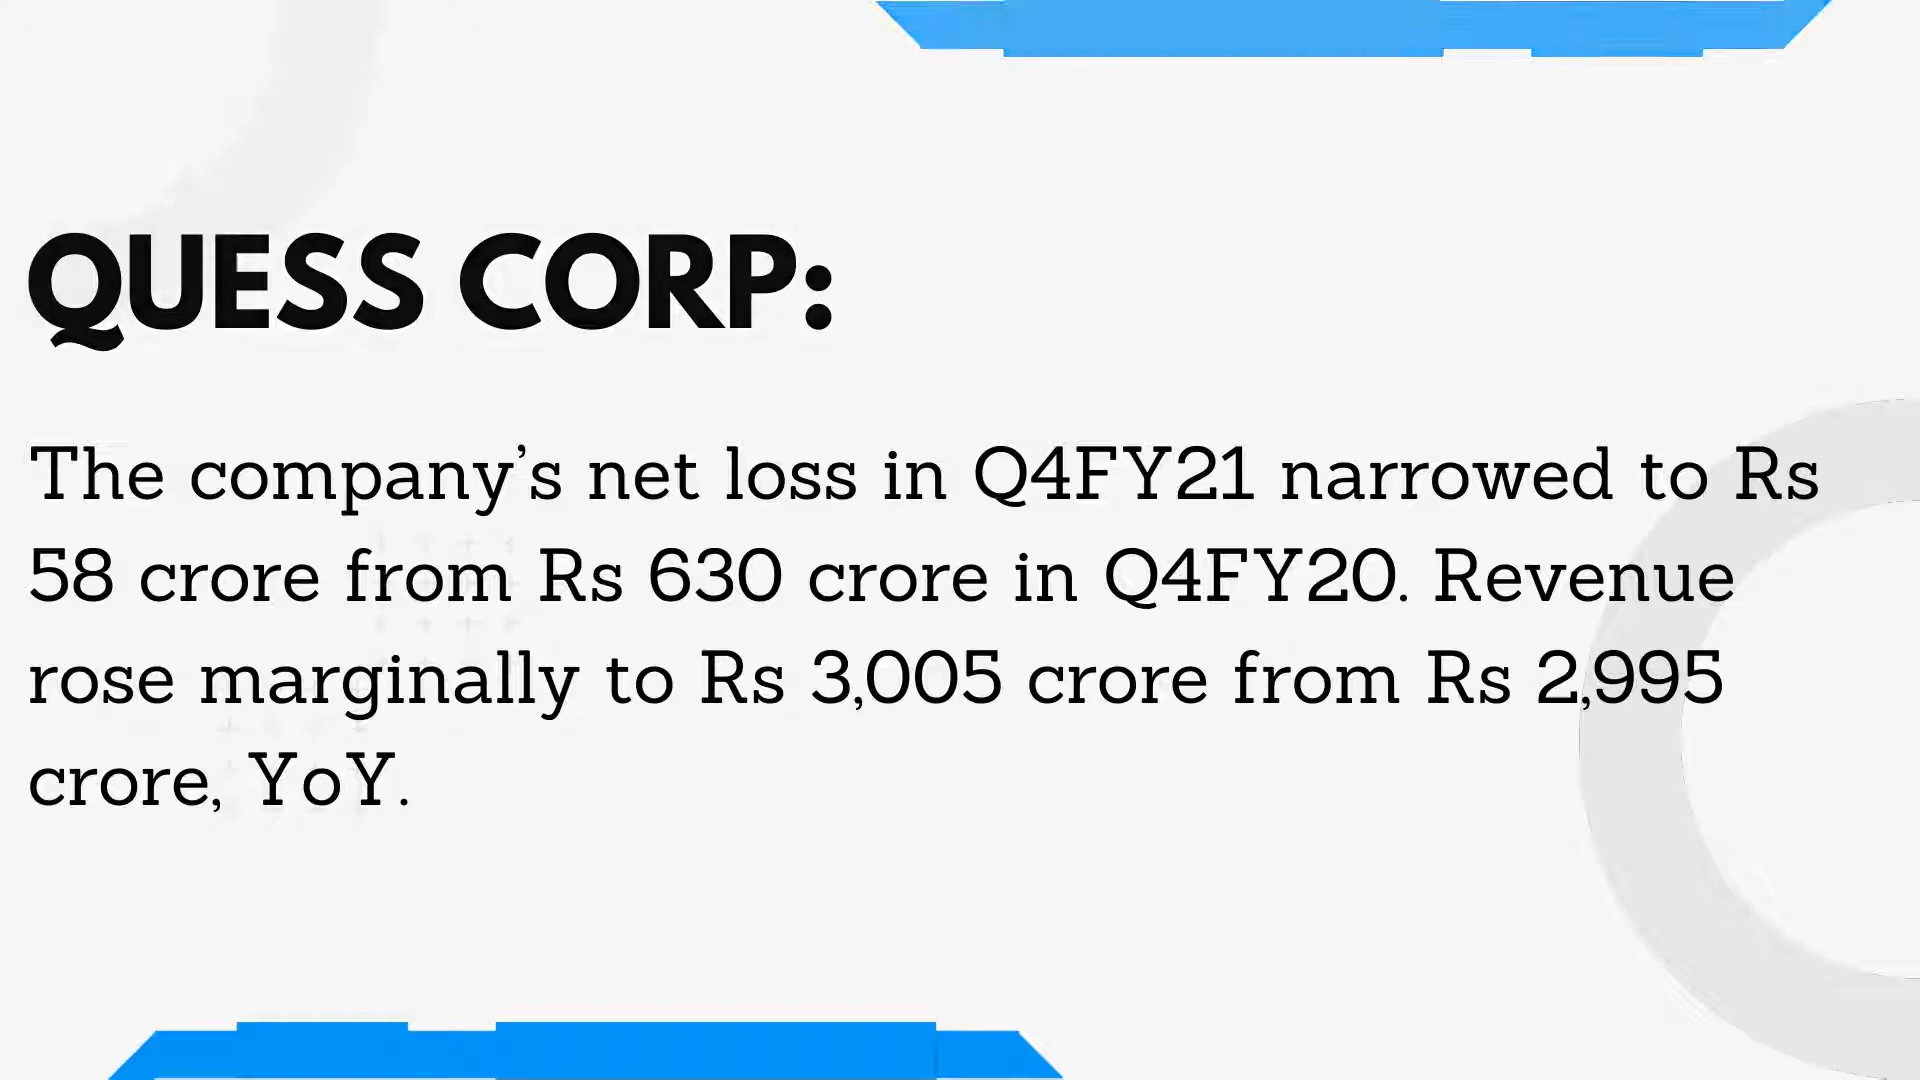 QUESS CORP:
The company’s net loss in Q4FY21 narrowed to Rs
58 crore from Rs 630 crore in Q4FY20. Revenue
rose marginally to Rs 3,005 crore from Rs 2,995
crore, YoY.